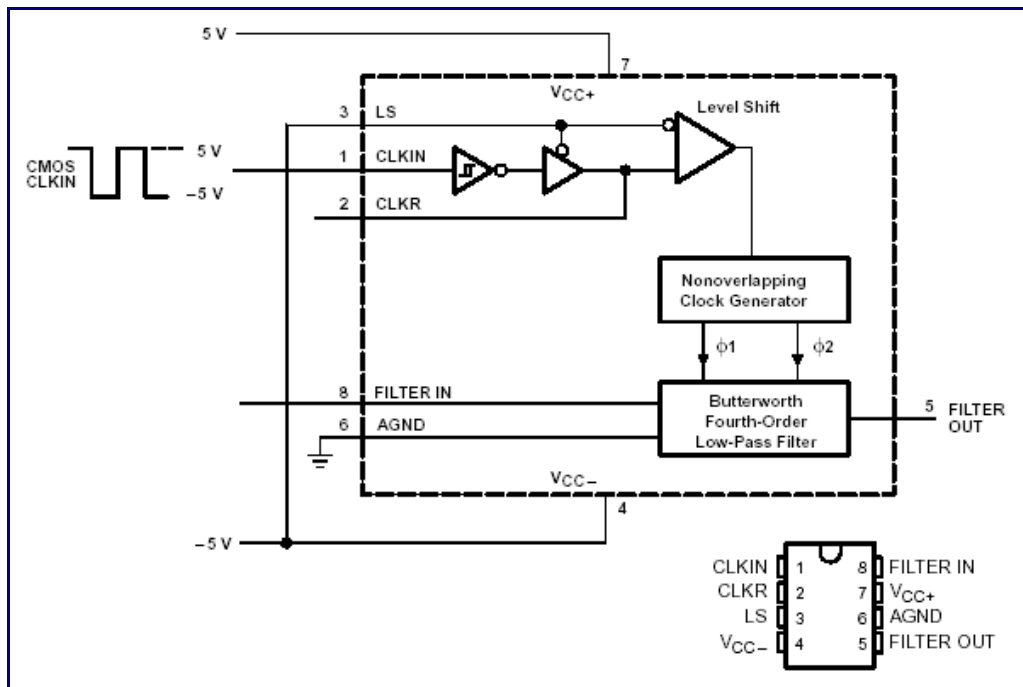 5 V
7
VCC+
3 LS
Level Shift
CMOS
CLKIN
5 V
–5 V
1 CLKIN
2 CLKR
Nonoverlapping
Clock Generator
ϕ1
ϕ2
8 FILTER IN
6 AGND
Butterworth
Fourth-Order
Low-Pass Filter
5 FILTER
OUT
VCC–
4
–5 V
CLKIN 1 8 FILTER IN
CLKR 2 7 VCC+
LS 3 6 AGND
VCC– 4 5 FILTER OUT